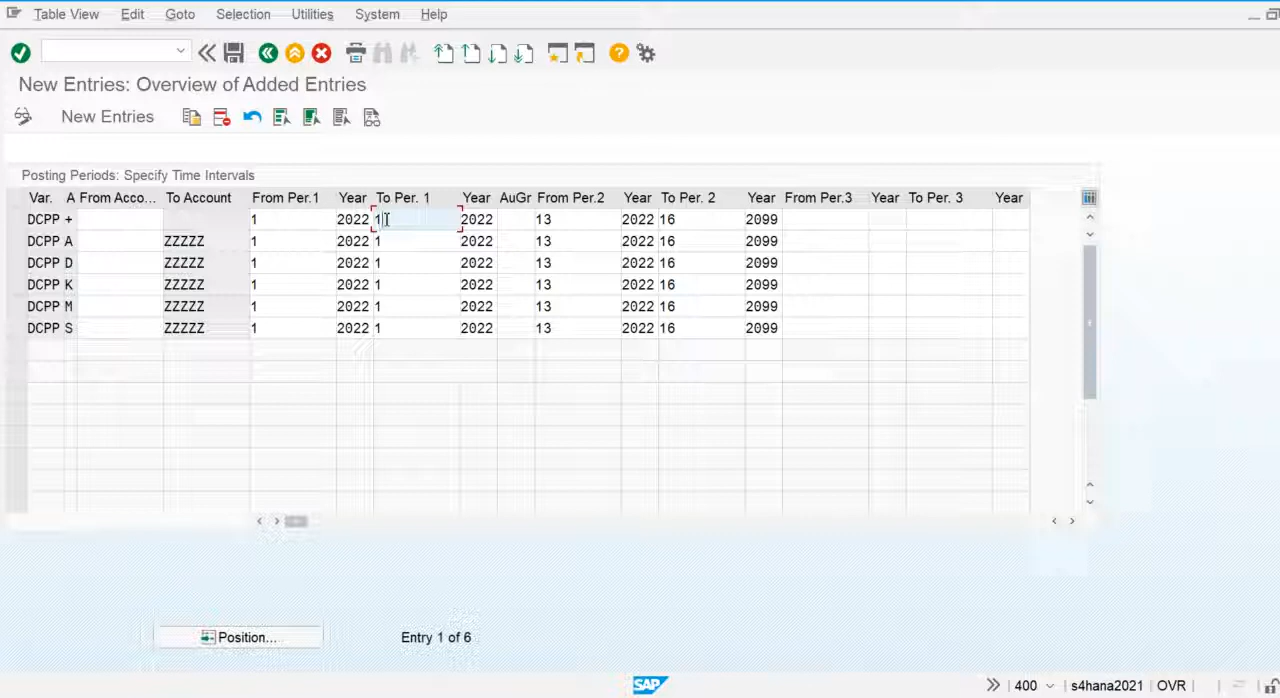 Table View Edit Goto Selection Utilities System Help
New Entries: Overview of Added Entries
New Entries
Posting Periods: Specify Time Intervals
Var. A From Acco... To Account From Per.1 Year To Per. 1 Year AuGr From Per.2 Year To Per. 2 Year From Per.3 Year To Per. 3 Year
DCPP + 1 2022 1 2022 13 2022 16 2099
DCPP A ZZZZZ 1 2022 1 2022 13 2022 16 2099
DCPP D ZZZZZ 1 2022 1 2022 13 2022 16 2099
DCPP K ZZZZZ 1 2022 1 2022 13 2022 16 2099
DCPP M ZZZZZ 1 2022 1 2022 13 2022 16 2099
DCPP S ZZZZZ 1 2022 1 2022 13 2022 16 2099
Position... Entry 1 of 6
SAP 400 s4hana2021 OVR